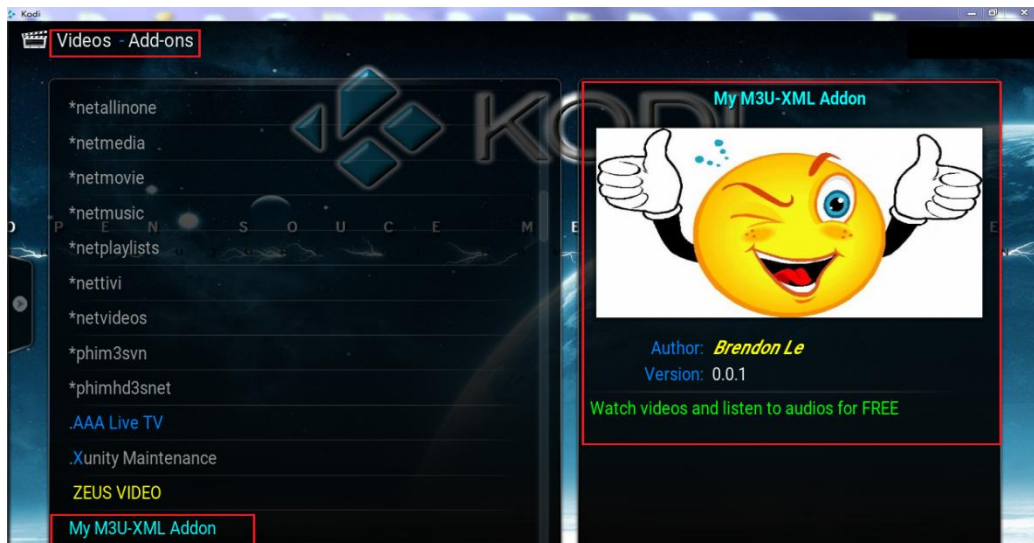 Kodi
Videos - Add-ons
*netallinone
*netmedia
*netmovie
*netmusic
*netplaylists
*nettivi
*netvideos
*phim3svn
*phimhd3snet
.AAA Live TV
.Xunity Maintenance
ZEUS VIDEO
My M3U-XML Addon
KODI
P E N S O U C E M E
My M3U-XML Addon
Author: Brendon Le
Version: 0.0.1
Watch videos and listen to audios for FREE